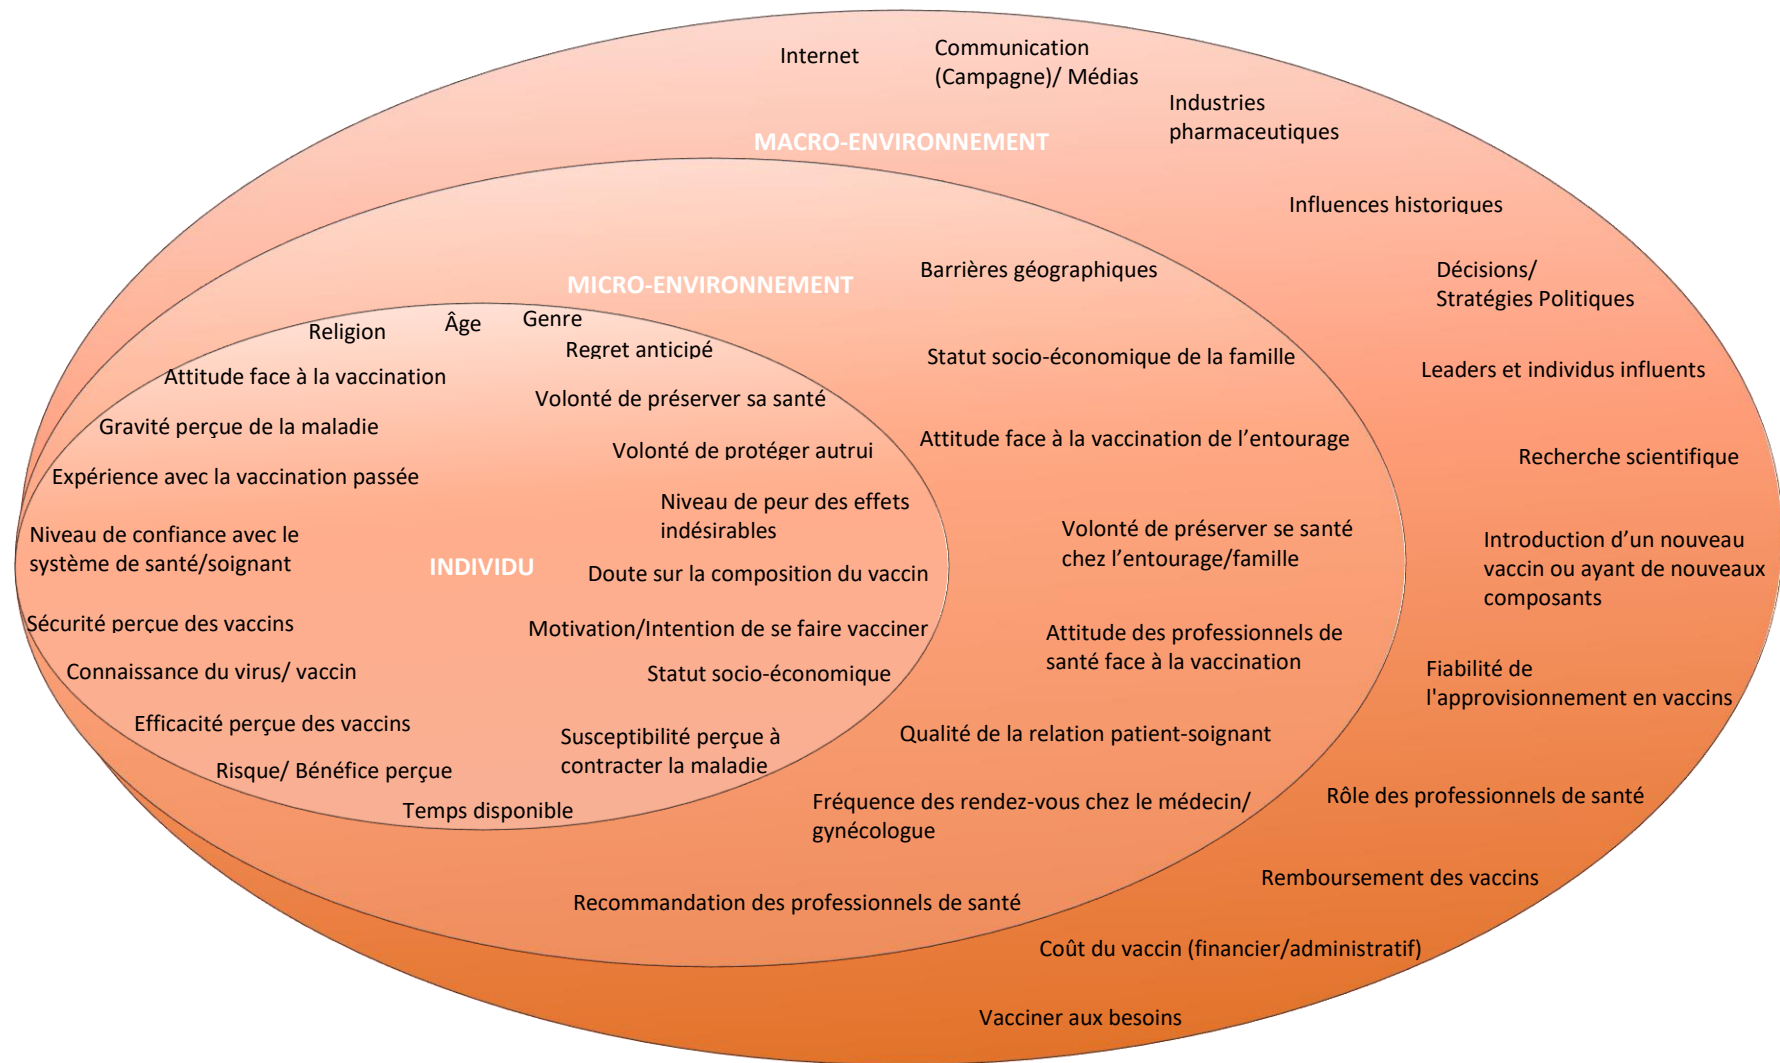 Internet
Communication
(Campagne)/ Médias
Industries
pharmaceutiques
MACRO-ENVIRONNEMENT
Influences historiques
Décisions/
Stratégies Politiques
Leaders et individus influents
Recherche scientifique
Introduction d’un nouveau
vaccin ou ayant de nouveaux
composants
Fiabilité de
l'approvisionnement en vaccins
Rôle des professionnels de santé
Remboursement des vaccins
Coût du vaccin (financier/administratif)
Vacciner aux besoins
MICRO-ENVIRONNEMENT
Barrières géographiques
Statut socio-économique de la famille
Attitude face à la vaccination de l’entourage
Volonté de préserver se santé
chez l’entourage/famille
Attitude des professionnels de
santé face à la vaccination
Qualité de la relation patient-soignant
Fréquence des rendez-vous chez le médecin/
gynécologue
Recommandation des professionnels de santé
Religion
Âge
Genre
Regret anticipé
Attitude face à la vaccination
Volonté de préserver sa santé
Gravité perçue de la maladie
Volonté de protéger autrui
Expérience avec la vaccination passée
Niveau de peur des effets
indésirables
Niveau de confiance avec le
système de santé/soignant
INDIVIDU
Doute sur la composition du vaccin
Sécurité perçue des vaccins
Motivation/Intention de se faire vacciner
Connaissance du virus/ vaccin
Statut socio-économique
Efficacité perçue des vaccins
Susceptibilité perçue à
contracter la maladie
Risque/ Bénéfice perçue
Temps disponible